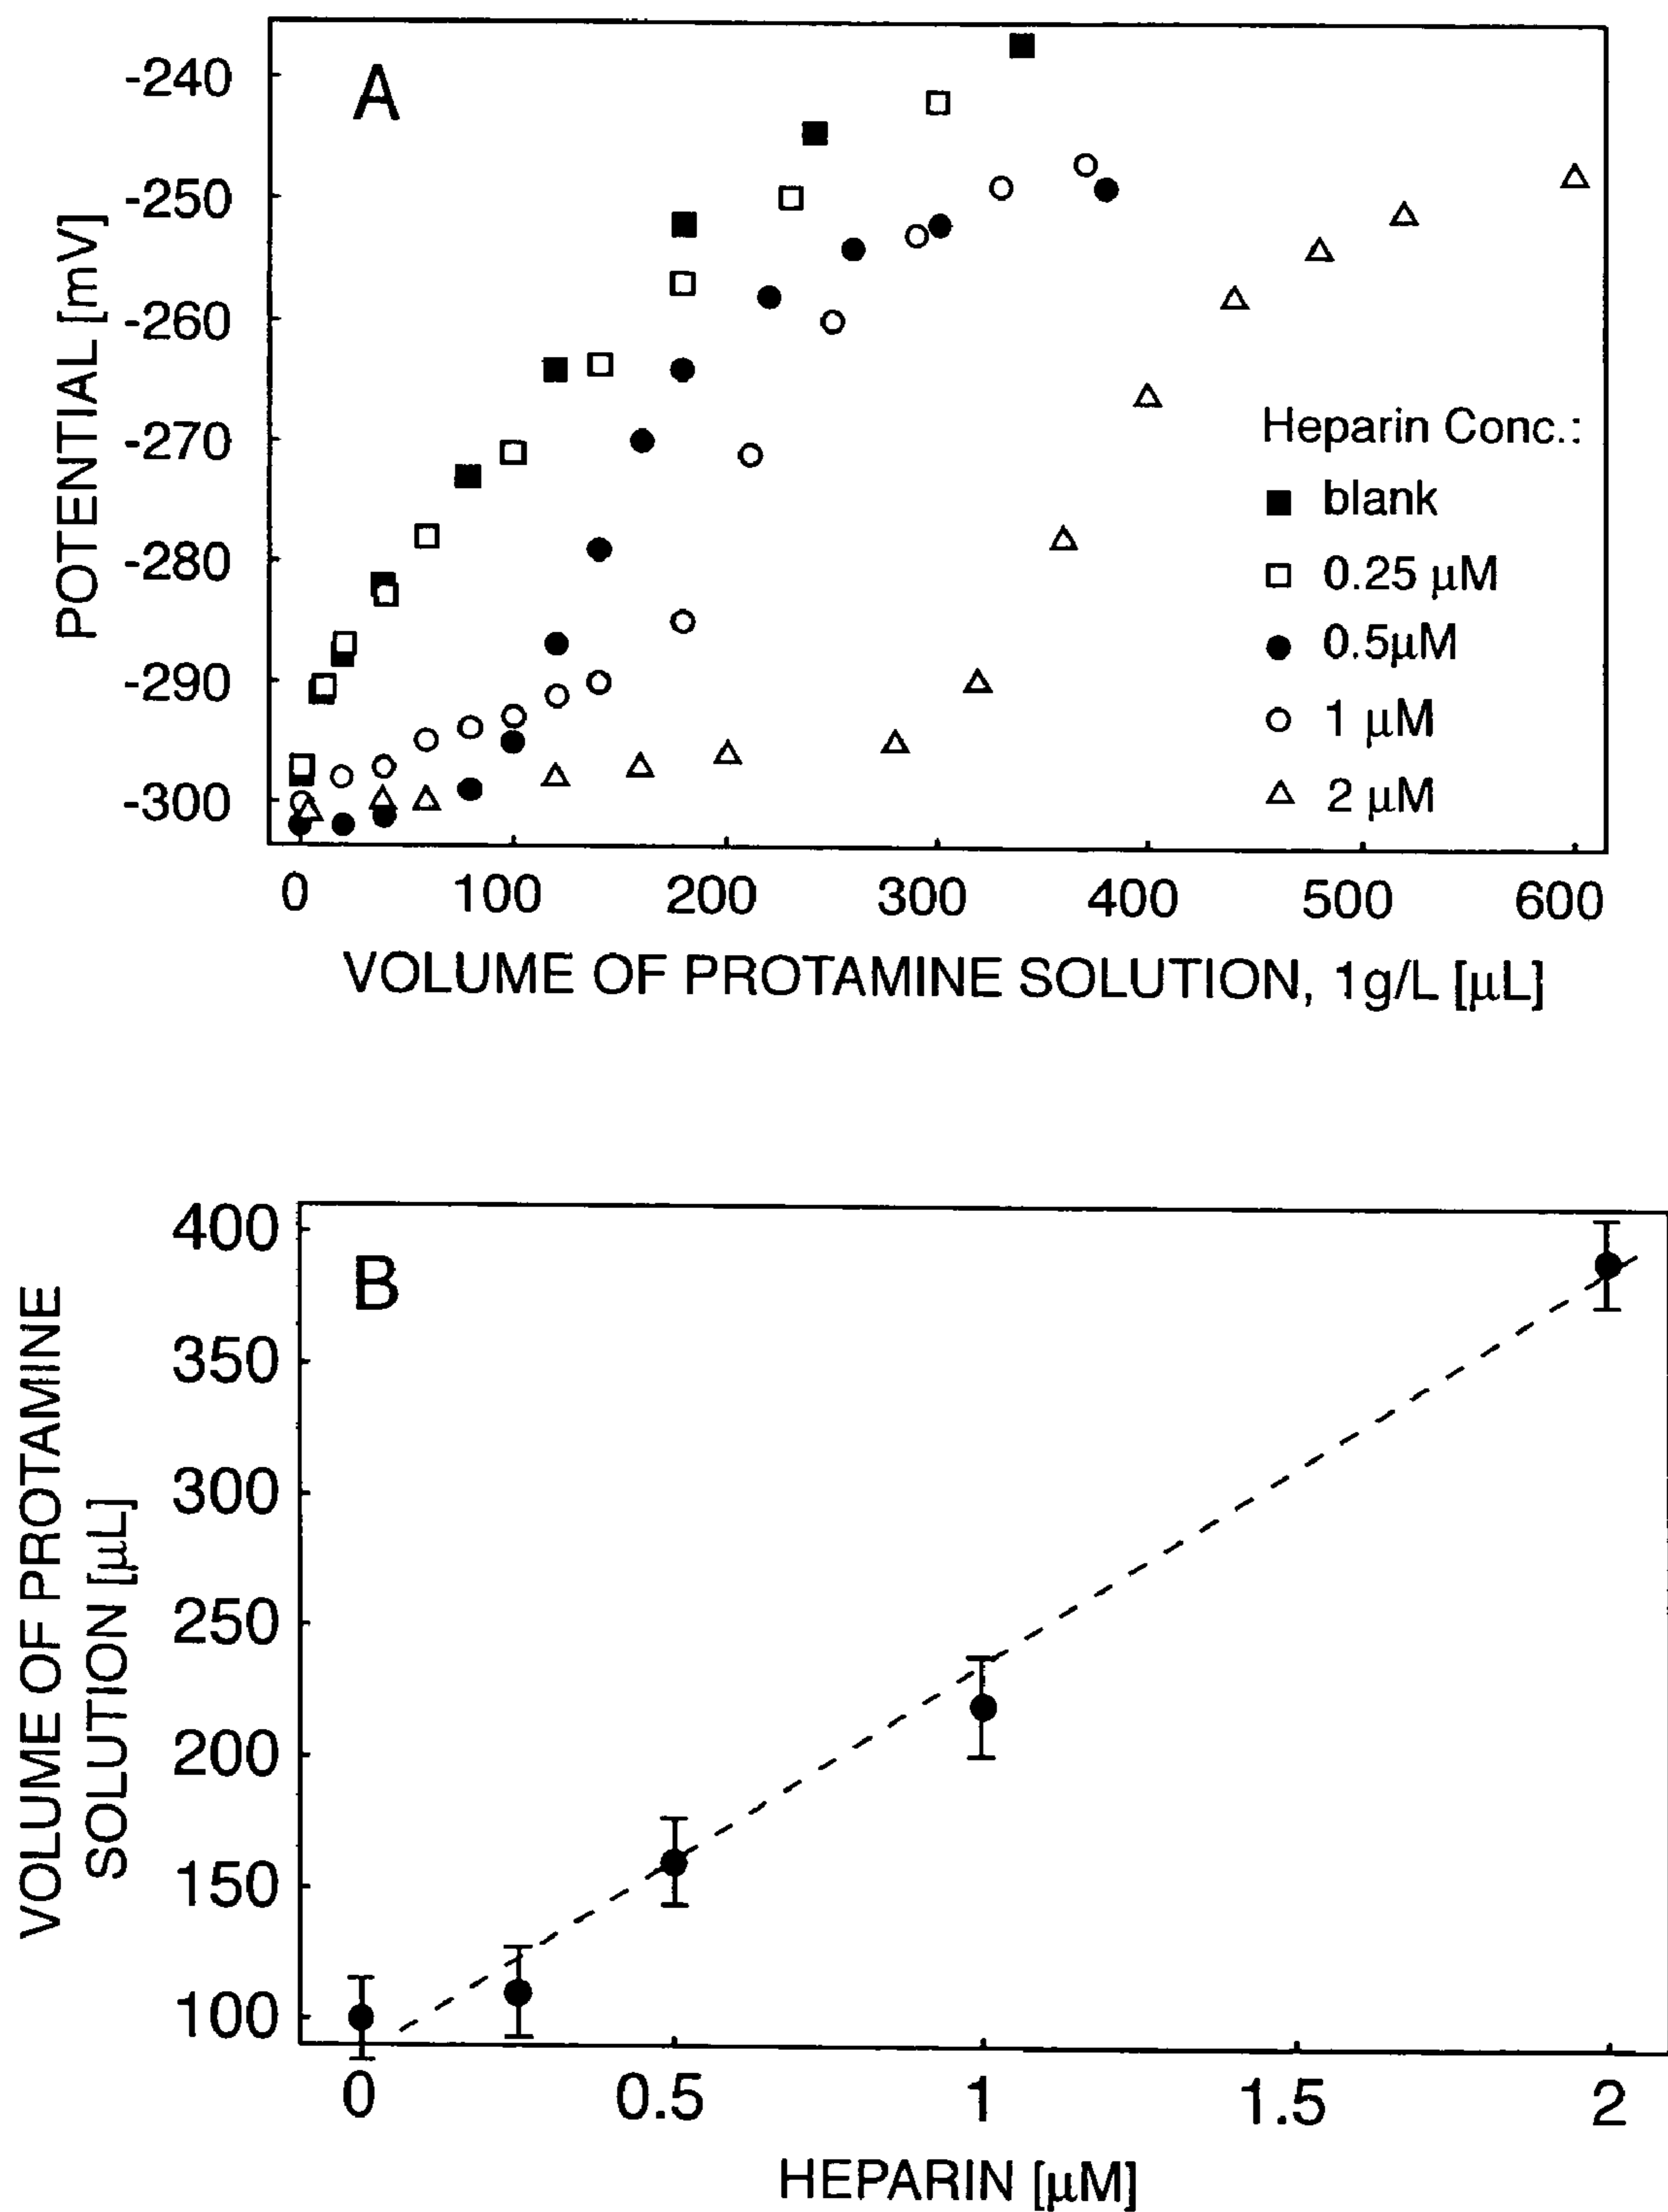 A
POTENTIAL [mV]
-240
-250
-260
-270
-280
-290
-300
Heparin Conc.:
blank
0.25 μM
0.5μM
1 μM
2 μM
0 100 200 300 400 500 600
VOLUME OF PROTAMINE SOLUTION, 1g/L [μL]
B
VOLUME OF PROTAMINE
SOLUTION [μL]
400
350
300
250
200
150
100
0 0.5 1 1.5 2
HEPARIN [μM]